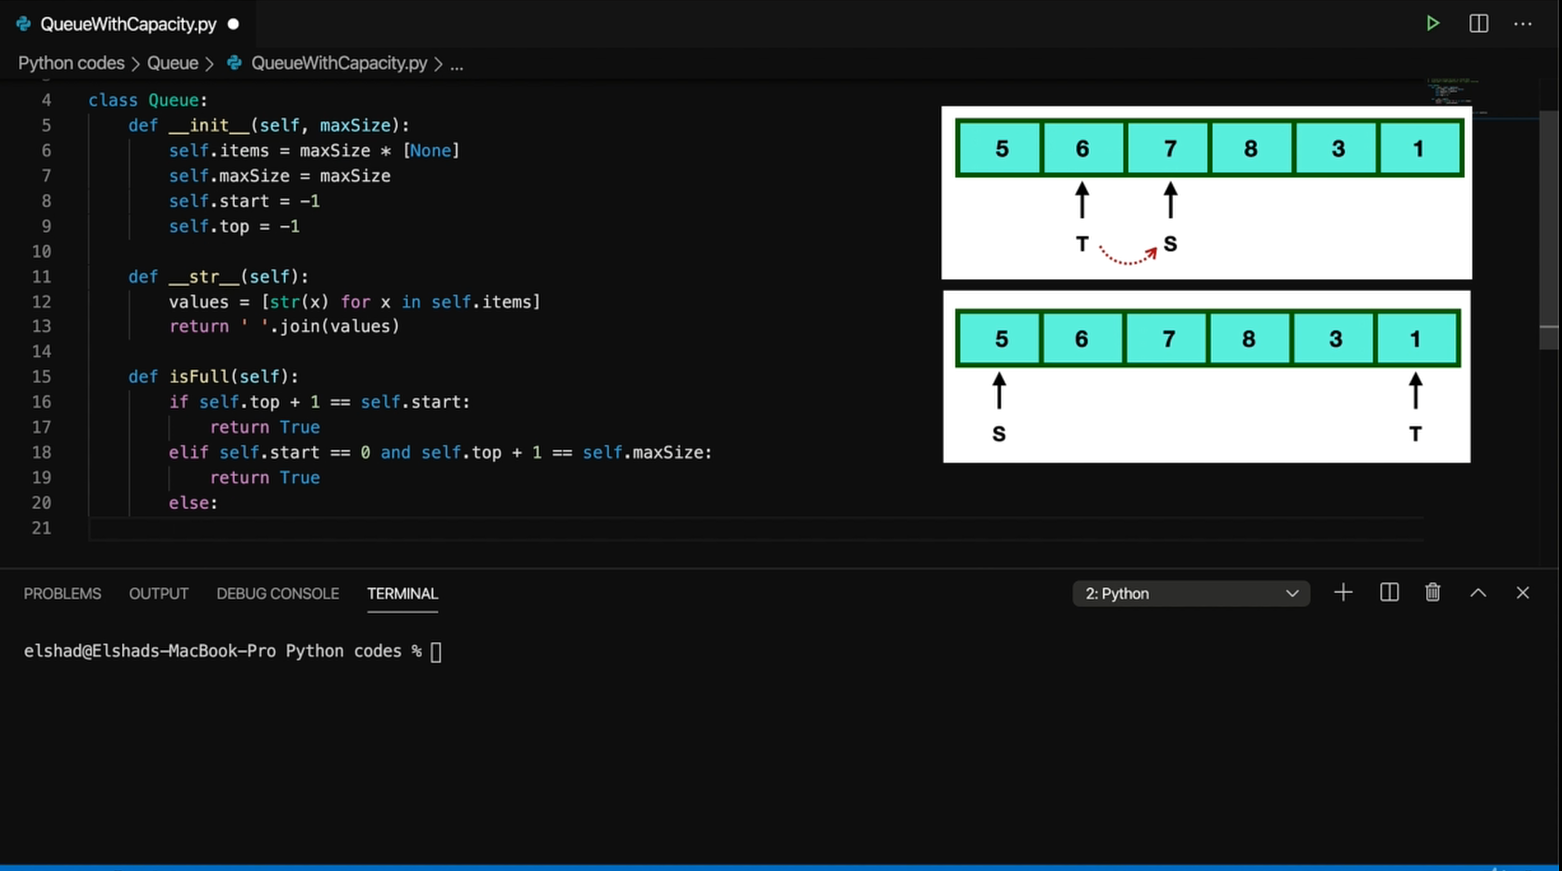 QueueWithCapacity.py
Python codes > Queue > QueueWithCapacity.py > ...
4 class Queue:
5 def __init__(self, maxSize):
6 self.items = maxSize * [None]
7 self.maxSize = maxSize
8 self.start = -1
9 self.top = -1
10
11 def __str__(self):
12 values = [str(x) for x in self.items]
13 return ' '.join(values)
14
15 def isFull(self):
16 if self.top + 1 == self.start:
17 return True
18 elif self.start == 0 and self.top + 1 == self.maxSize:
19 return True
20 else:
21
5 6 7 8 3 1
T S
5 6 7 8 3 1
S T
PROBLEMS OUTPUT DEBUG CONSOLE TERMINAL 2: Python
elshad@Elshads-MacBook-Pro Python codes %